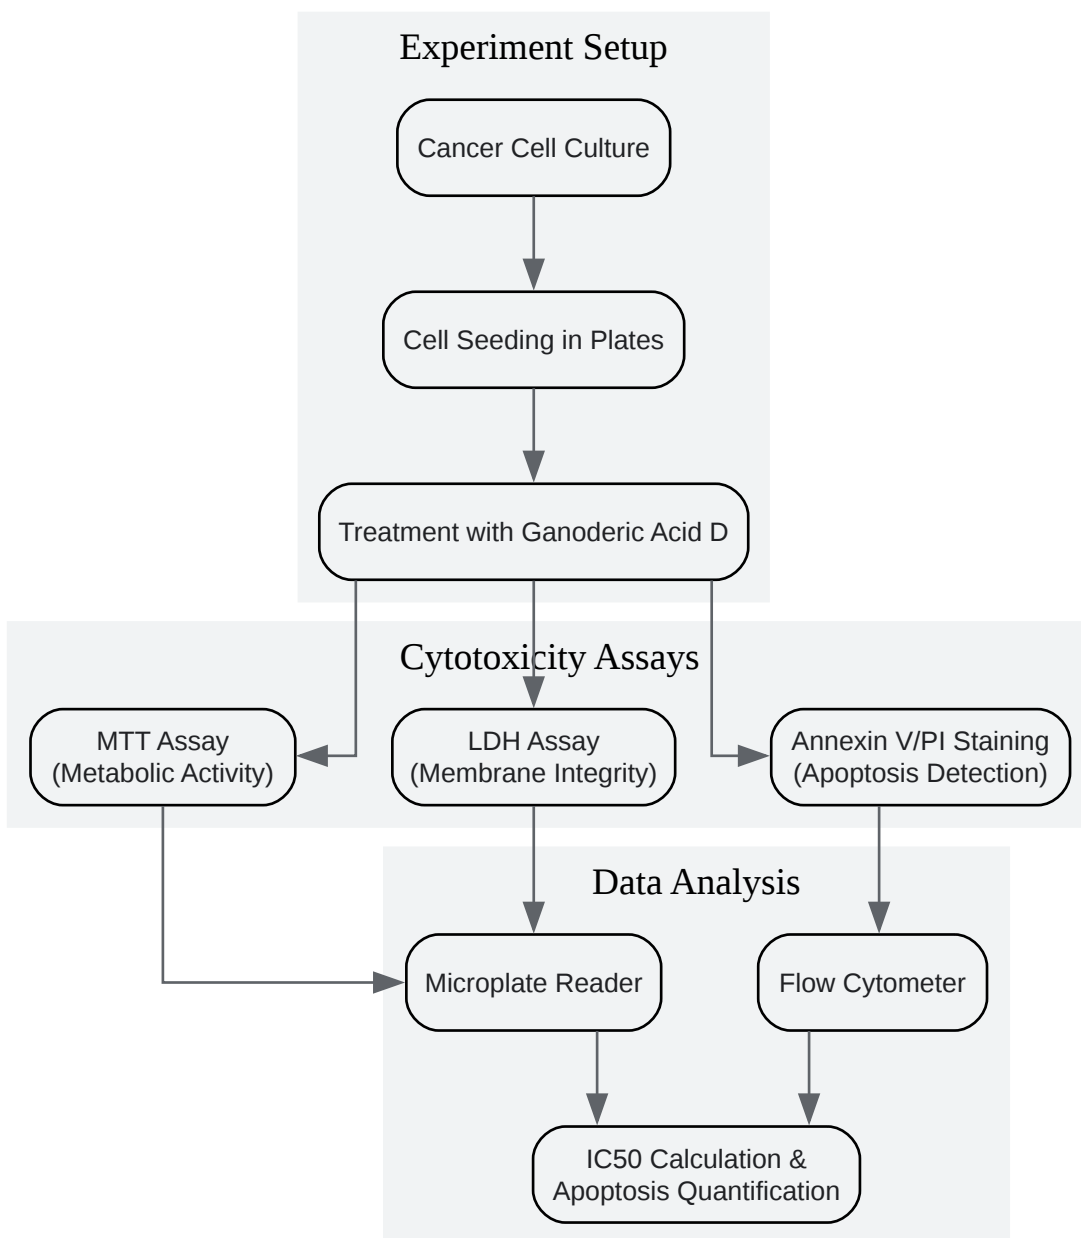 Experiment Setup
Cancer Cell Culture
Cell Seeding in Plates
Treatment with Ganoderic Acid D
Cytotoxicity Assays
MTT Assay
(Metabolic Activity)
LDH Assay
(Membrane Integrity)
Annexin V/PI Staining
(Apoptosis Detection)
Data Analysis
Microplate Reader
Flow Cytometer
IC50 Calculation &
Apoptosis Quantification